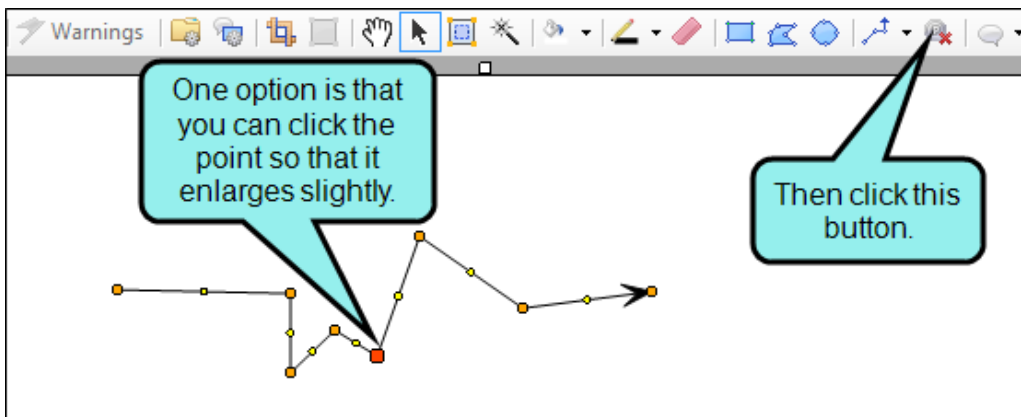 Warnings
One option is that
you can click the
point so that it
enlarges slightly.
Then click this
button.